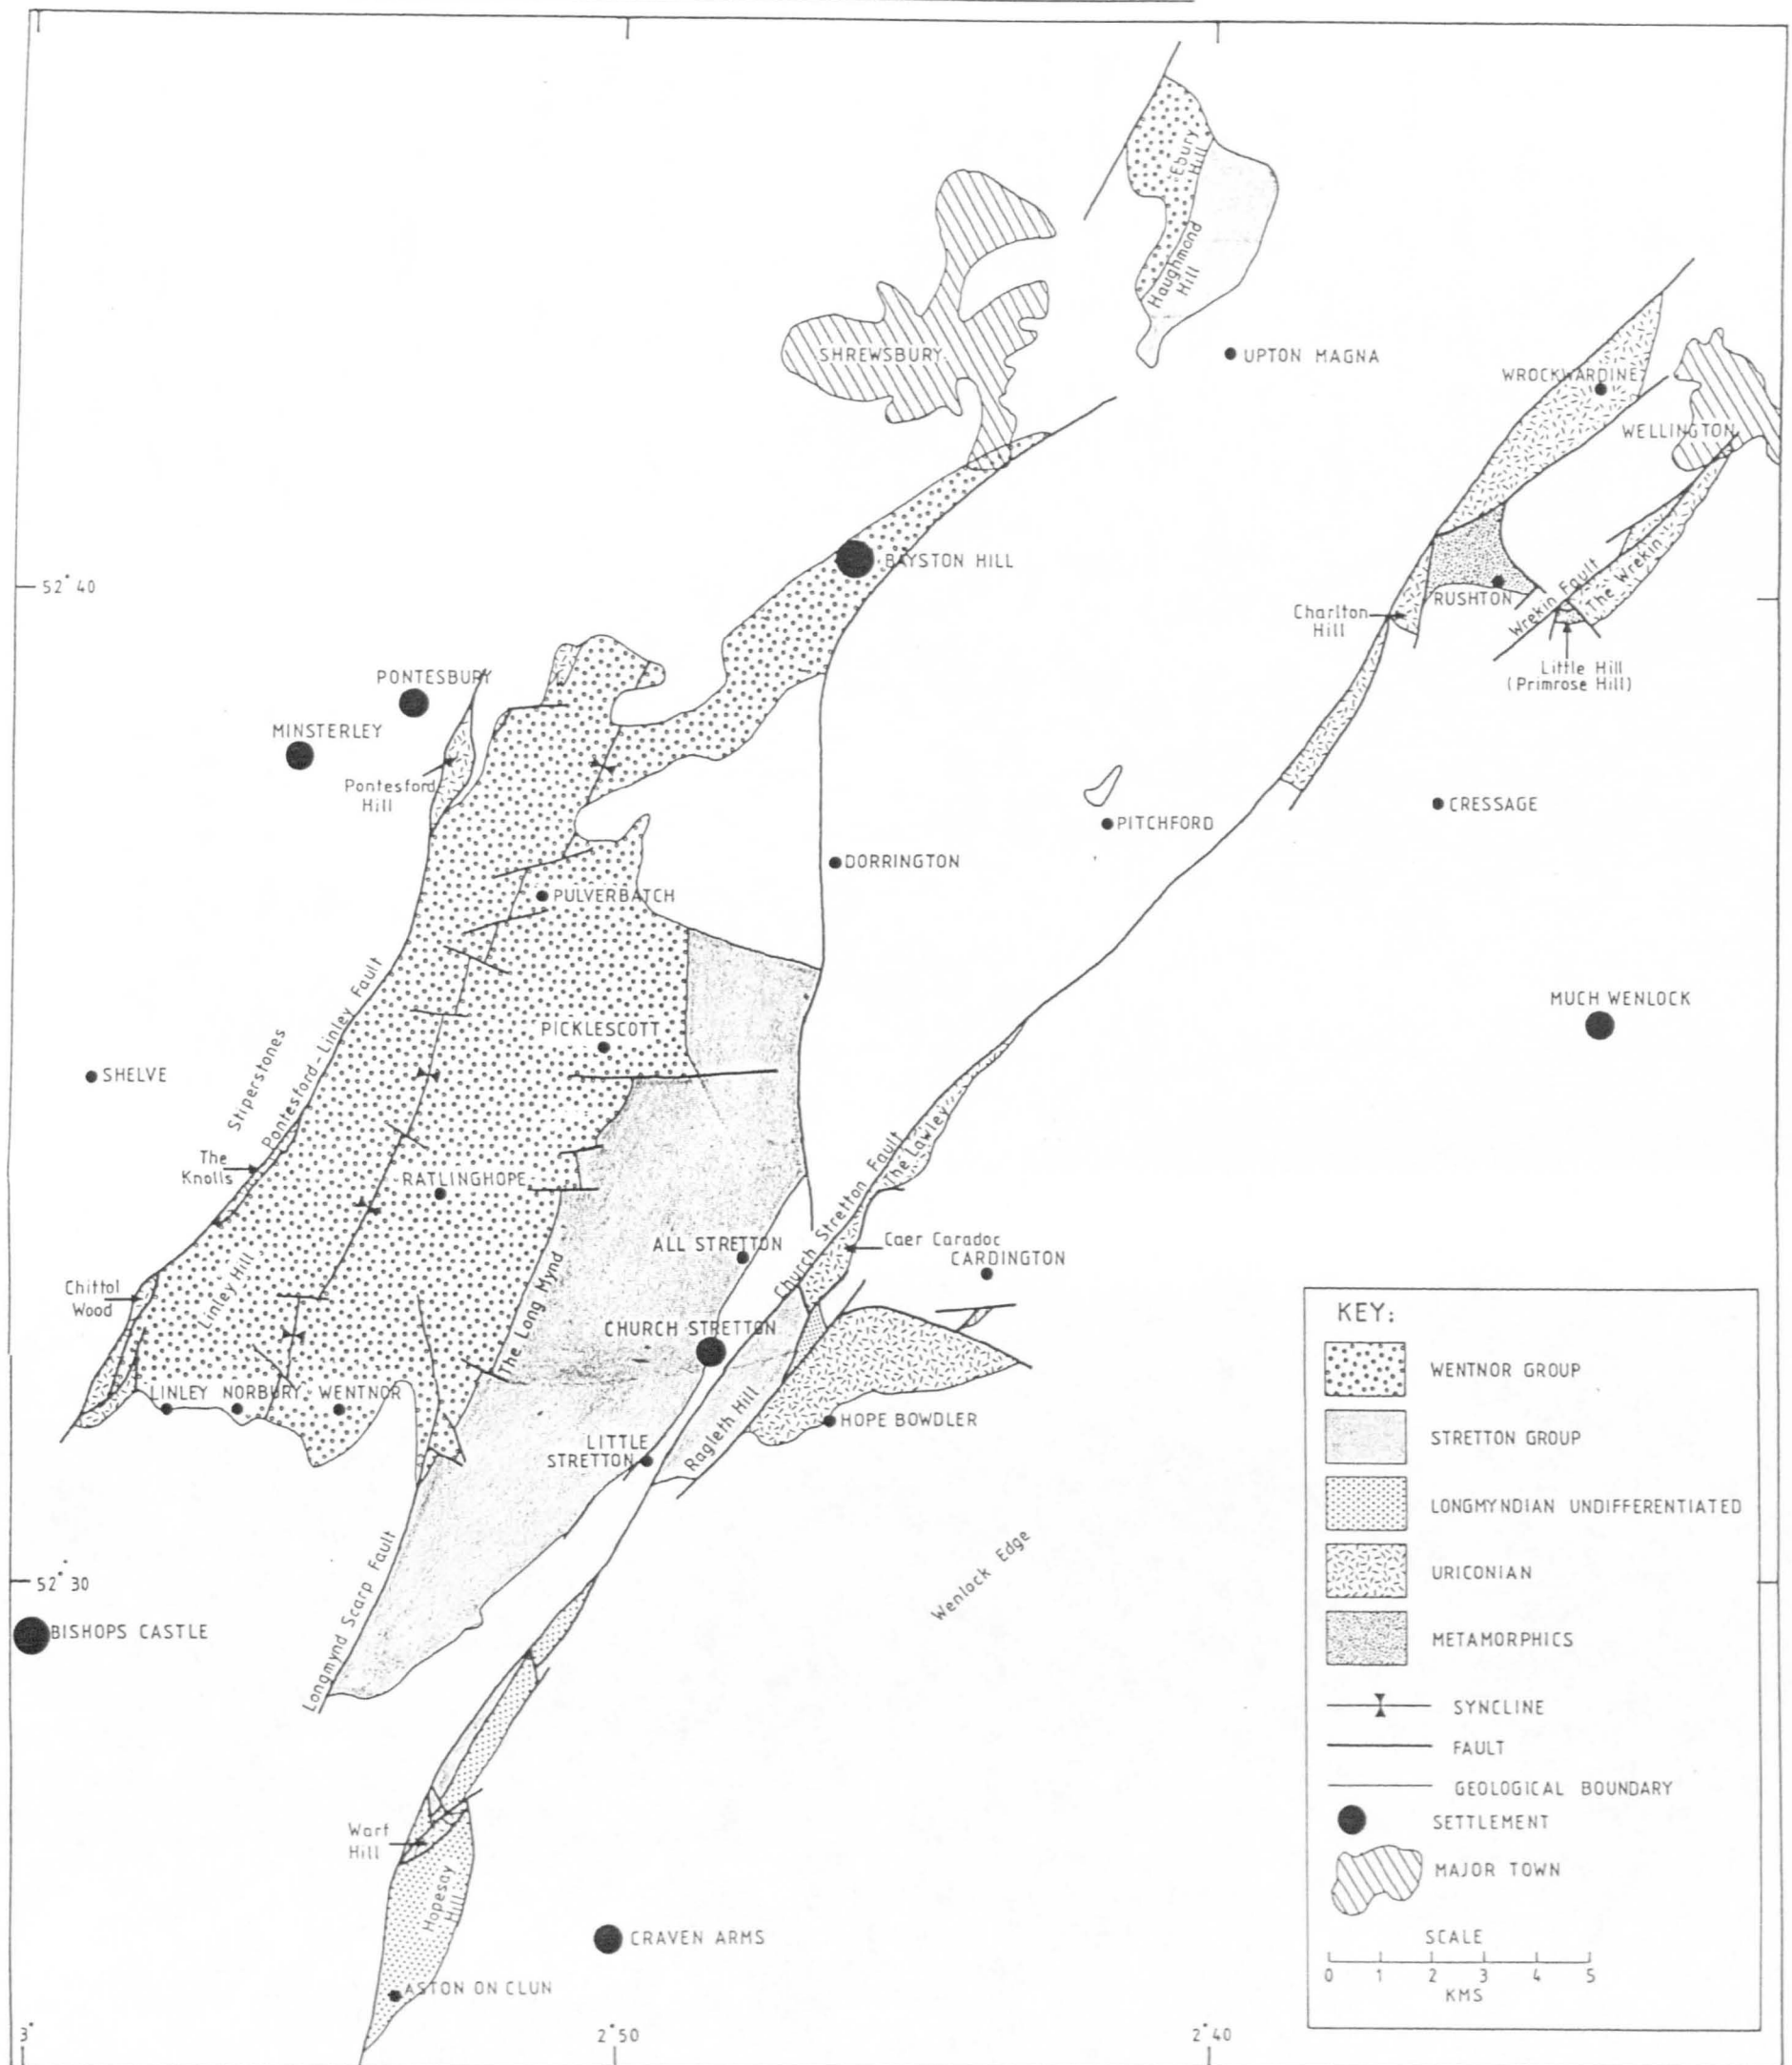 Ebury
Hill
Haughmond
Hill
SHREWSBURY
UPTON MAGNA
WROCKWARDINE
WELLINGTON
BAYSTON HILL
52°40
RUSHTON
Charlton
Hill
Wrekin Fault
The Wrekin
Little Hill
(Primrose Hill)
PONTESBURY
MINSTERLEY
Pontesford
Hill
CRESSAGE
PITCHFORD
DORRINGTON
PULVERBATCH
MUCH WENLOCK
PICKLESCOTT
Stiperstones
Pontesford-Linley Fault
SHELVE
The
Knolls
RATLINGHOPE
Church Stretton Fault
The Lawley
ALL STRETTON
Caer Caradoc
CARDINGTON
Chittol
Wood
Linley Hill
The Long Mynd
CHURCH STRETTON
LINLEY NORBURY WENTNOR
Ragleth Hill
HOPE BOWDLER
LITTLE
STRETTON
Longmynd Scarp Fault
Wenlock Edge
52°30
BISHOPS CASTLE
Warf
Hill
Hopesay
Hill
CRAVEN ARMS
ASTON ON CLUN
3°
2°50
2°40
KEY:
WENTNOR GROUP
STRETTON GROUP
LONGMYNDIAN UNDIFFERENTIATED
URICONIAN
METAMORPHICS
SYNCLINE
FAULT
GEOLOGICAL BOUNDARY
SETTLEMENT
MAJOR TOWN
SCALE
0 1 2 3 4 5
KMS